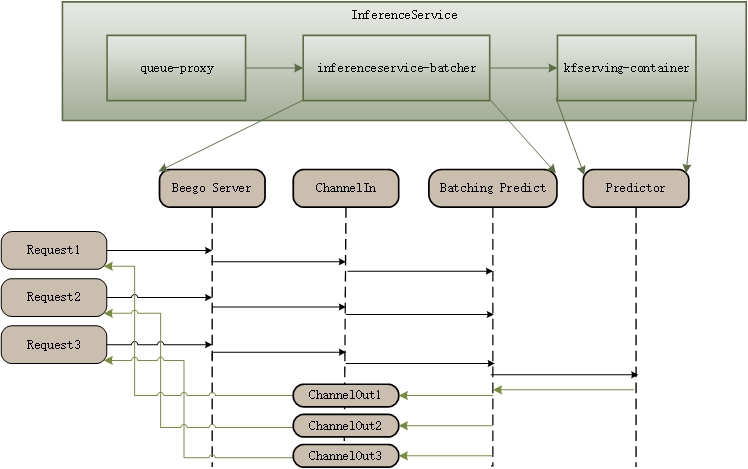 InferenceService
queue-proxy
inferenceservice-batcher
kfserving-container
Beego Server
ChannelIn
Batching Predict
Predictor
Request1
Request2
Request3
ChannelOut1
ChannelOut2
ChannelOut3